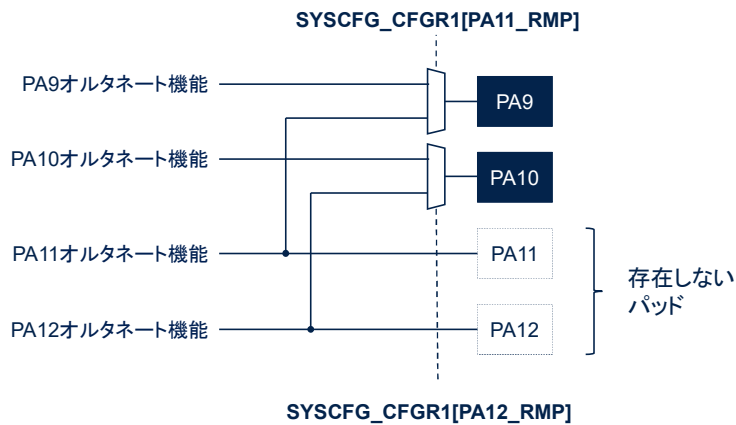 SYSCFG_CFGR1[PA11_RMP]
PA9オルタネート機能
PA9
PA10オルタネート機能
PA10
PA11オルタネート機能
PA11
存在しない
パッド
PA12オルタネート機能
PA12
SYSCFG_CFGR1[PA12_RMP]